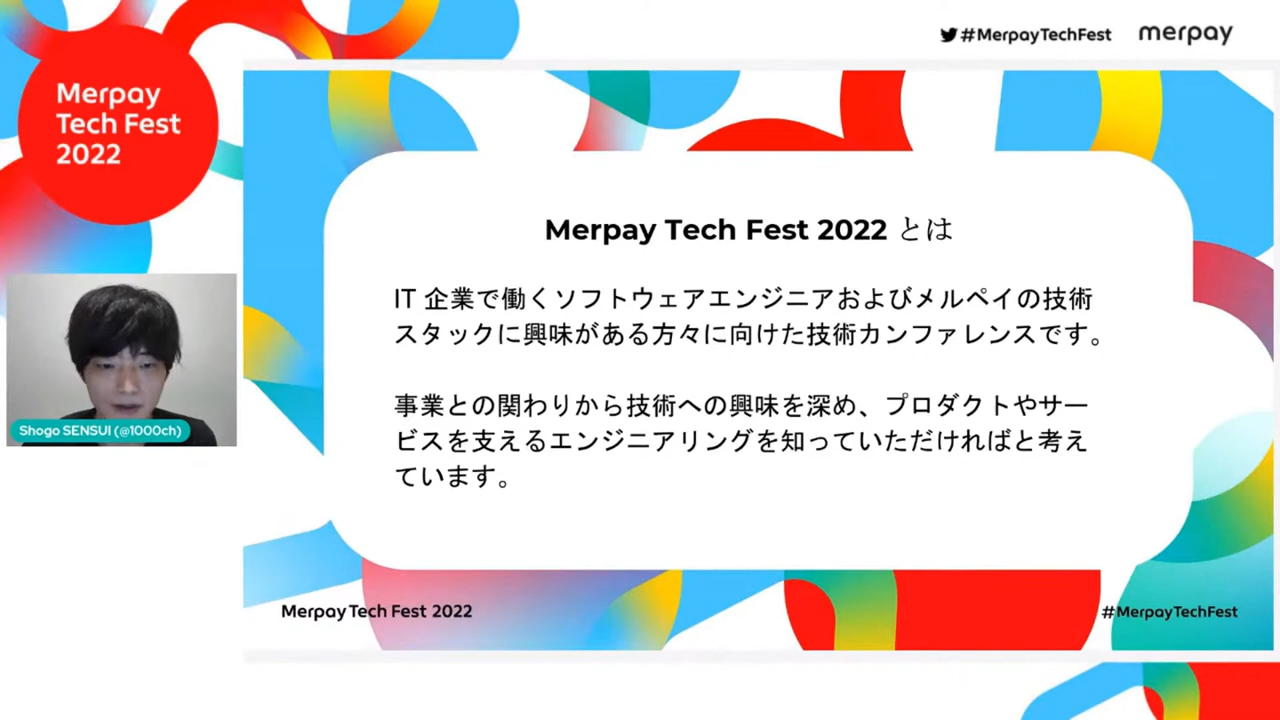 #MerpayTechFest
merpay
Merpay
Tech Fest
2022
Merpay Tech Fest 2022 とは
IT 企業で働くソフトウェアエンジニアおよびメルペイの技術
スタックに興味がある方々に向けた技術カンファレンスです。
事業との関わりから技術への興味を深め、プロダクトやサー
ビスを支えるエンジニアリングを知っていただければと考え
ています。
Shogo SENSUI (@1000ch)
Merpay Tech Fest 2022
#MerpayTechFest